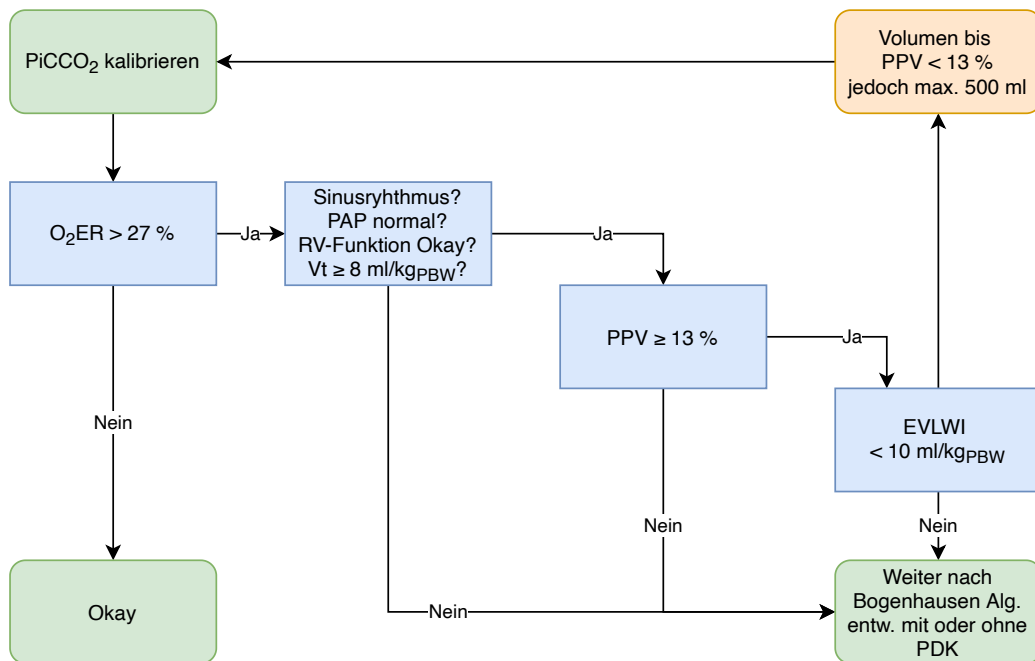 PiCCO₂ kalibrieren
Volumen bis
PPV < 13 %
jedoch max. 500 ml
O₂ER > 27 %
Ja
Sinusryhthmus?
PAP normal?
RV-Funktion Okay?
Vt ≥ 8 ml/kgPBW?
Ja
PPV ≥ 13 %
Ja
EVLWI
< 10 ml/kgPBW
Nein
Nein
Nein
Nein
Okay
Weiter nach
Bogenhausen Alg.
entw. mit oder ohne
PDK